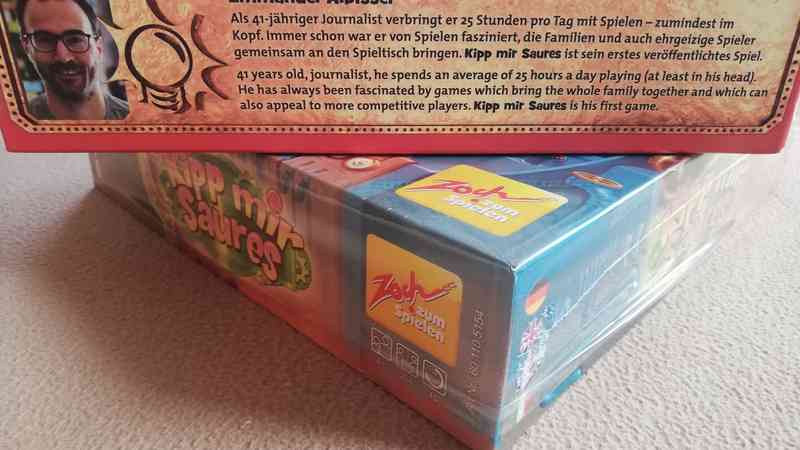 Als 41-jähriger Journalist verbringt er 25 Stunden pro Tag mit Spielen – zumindest im
Kopf. Immer schon war er von Spielen fasziniert, die Familien und auch ehrgeizige Spieler
gemeinsam an den Spieltisch bringen. Kipp mir Saures ist sein erstes veröffentlichtes Spiel.
41 years old, journalist, he spends an average of 25 hours a day playing (at least in his head).
He has always been fascinated by games which bring the whole family together and which can
also appeal to more competitive players. Kipp mir Saures is his first game.
Kipp mir
Saures
Zoch
zum
spielen
Zoch
zum
spielen
Art. Nr. 60 110 5154